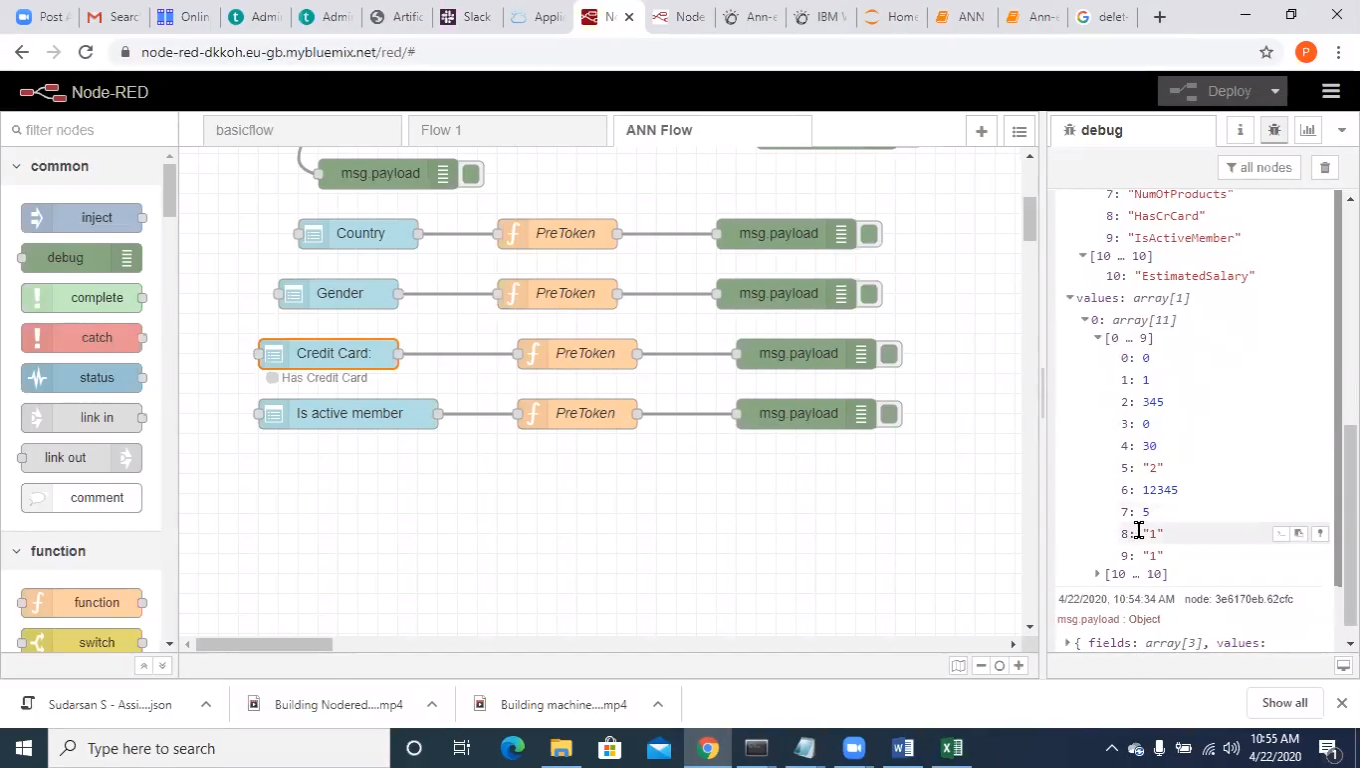 Post A
Searc
Onlin
Admi
Admi
Artific
Slack
Appli
No
Node
Ann-e
IBM V
Home
ANN
Ann-e
delet-
node-red-dkkoh.eu-gb.mybluemix.net/red/#
P
Node-RED
Deploy
filter nodes
basicflow
Flow 1
ANN Flow
debug
all nodes
common
inject
debug
complete
catch
status
link in
link out
comment
function
function
switch
msg.payload
Country
PreToken
msg.payload
Gender
PreToken
msg.payload
Credit Card:
PreToken
msg.payload
Has Credit Card
Is active member
PreToken
msg.payload
7: "NumOfProducts"
8: "HasCrCard"
9: "IsActiveMember"
[10 … 10]
10: "EstimatedSalary"
values: array[1]
0: array[11]
[0 … 9]
0: 0
1: 1
2: 345
3: 0
4: 30
5: "2"
6: 12345
7: 5
8: "1"
9: "1"
[10 … 10]
4/22/2020, 10:54:34 AM node: 3e6170eb.62cfc
msg.payload : Object
{ fields: array[3], values:
Sudarsan S - Assi....json
Building Nodered....mp4
Building machine....mp4
Show all
Type here to search
10:55 AM
4/22/2020
1